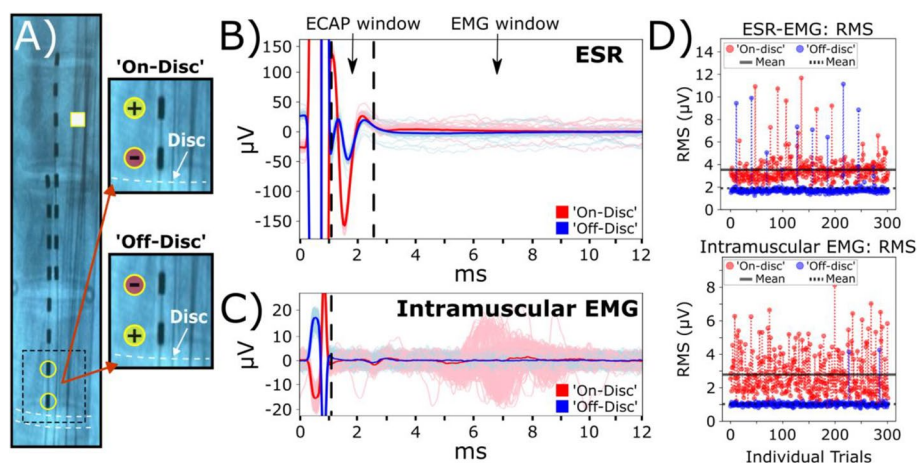 A)
'On-Disc'
+
-
Disc
'Off-Disc'
-
+
Disc
ECAP window
EMG window
B)
ESR
150
100
50
0
-50
-100
-150
µV
'On-Disc'
'Off-Disc'
0 2 4 6 8 10 12
ms
C)
Intramuscular EMG
20
10
0
-10
-20
µV
'On-Disc'
'Off-Disc'
0 2 4 6 8 10 12
ms
D)
ESR-EMG: RMS
'On-disc' 'Off-disc'
Mean Mean
14
12
10
8
6
4
2
0
RMS (µV)
0 100 200 300
Intramuscular EMG: RMS
'On-disc' 'Off-disc'
Mean Mean
8
6
4
2
0
RMS (µV)
0 100 200 300
Individual Trials